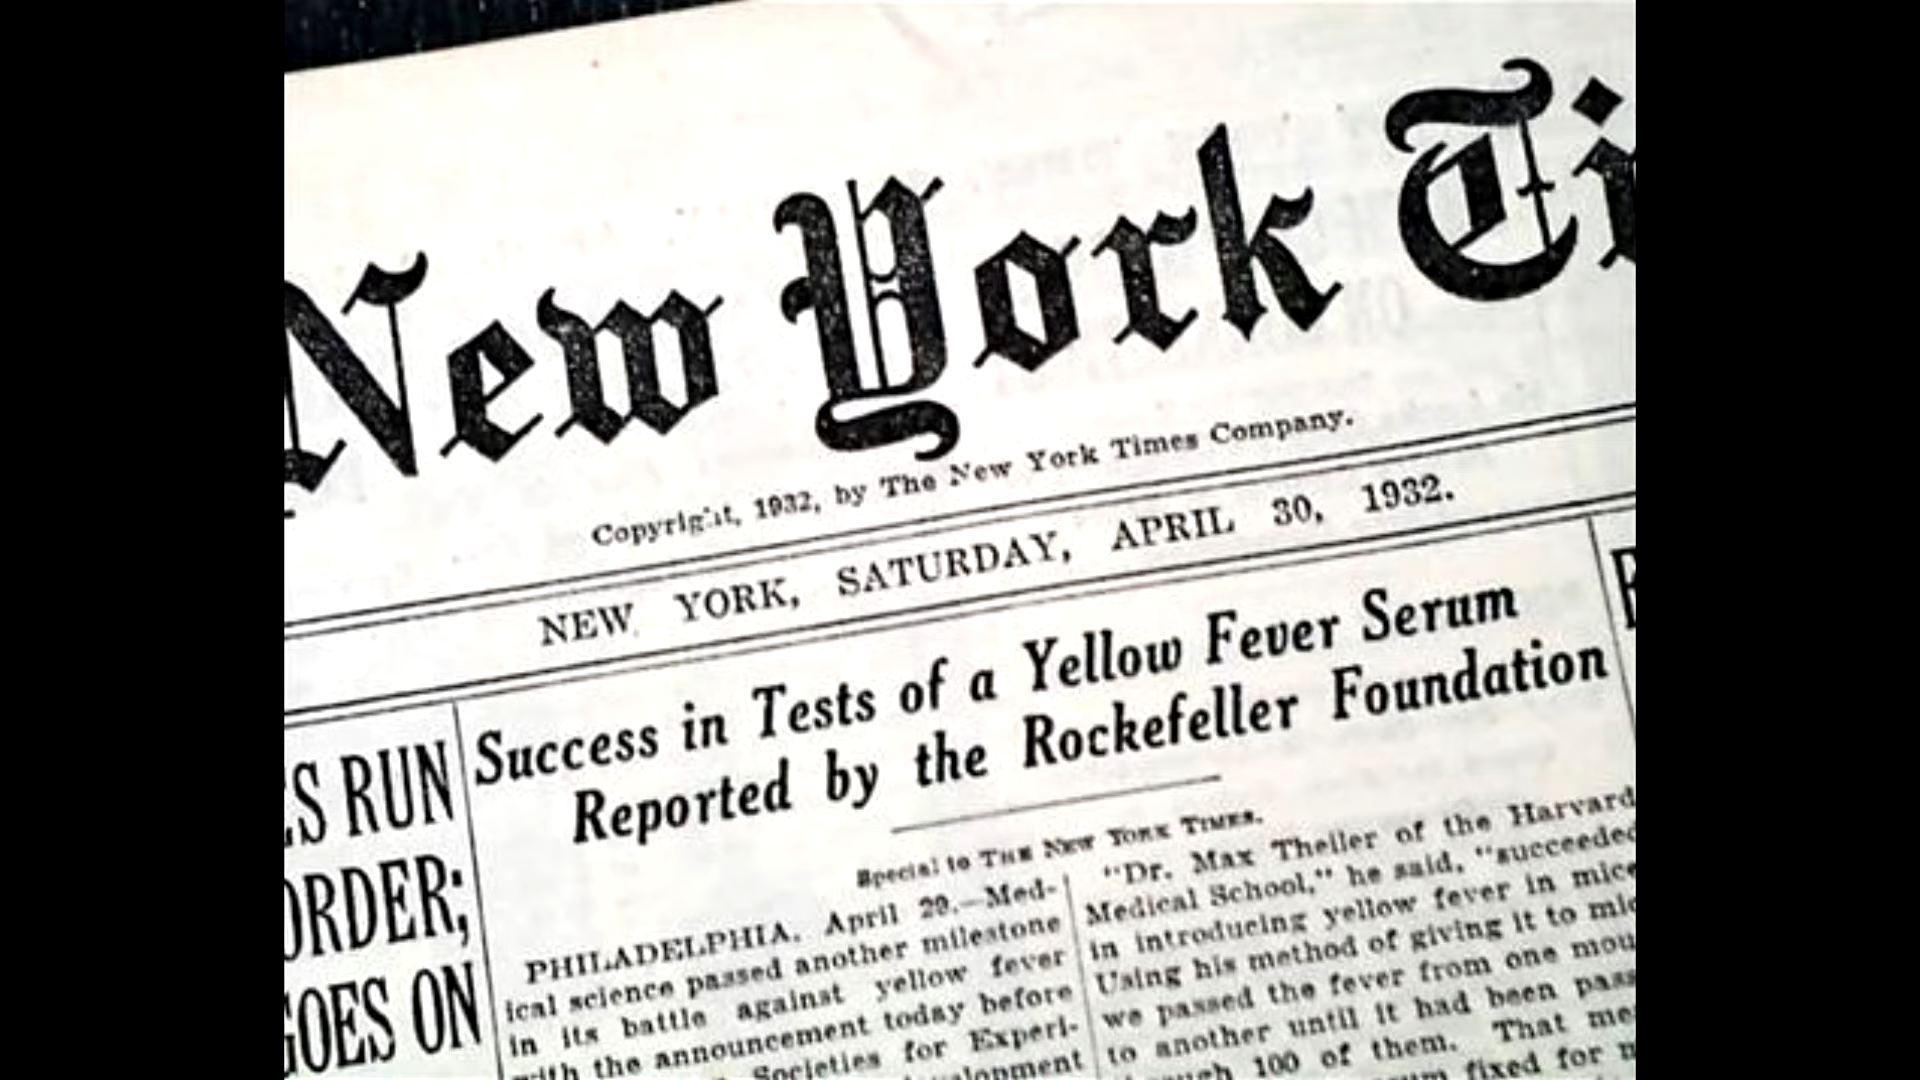 New York Ti
Copyright, 1932, by The New York Times Company.
NEW YORK, SATURDAY, APRIL 30, 1932.
S RUN
ORDER;
GOES ON
Success in Tests of a Yellow Fever Serum
Reported by the Rockefeller Foundation
Special to THE NEW YORK TIMES.
PHILADELPHIA, April 29.—Med-
ical science passed another milestone
in its battle against yellow fever
with the announcement today before
Societies for Experi-
"Dr. Max Theiler of the Harvard
Medical School," he said, "succeeded
in introducing yellow fever in mice
Using his method of giving it to mic
we passed the fever from one mou
to another until it had been pass
100 of them. That me
fixed for